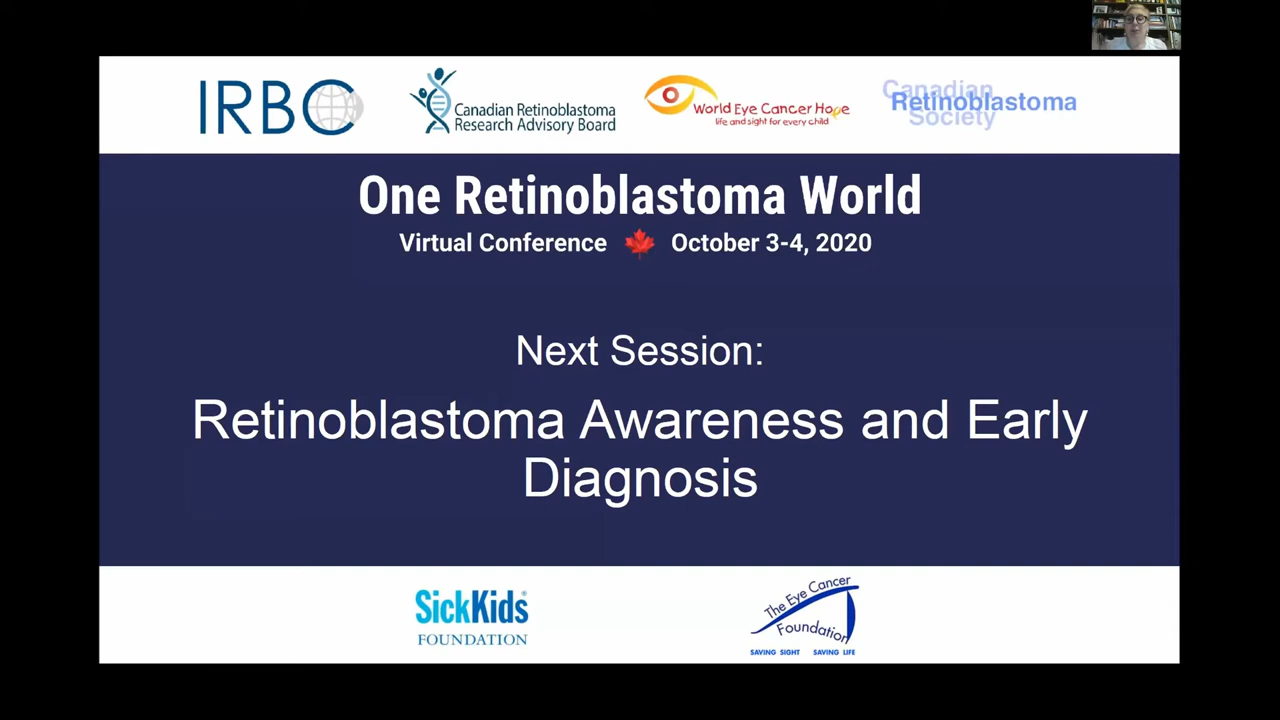 IRBC
Canadian Retinoblastoma
Research Advisory Board
World Eye Cancer Hope
life and sight for every child
Canadian
Retinoblastoma
Society
One Retinoblastoma World
Virtual Conference October 3-4, 2020
Next Session:
Retinoblastoma Awareness and Early
Diagnosis
SickKids®
FOUNDATION
The Eye Cancer
Foundation
SAVING SIGHT SAVING LIFE